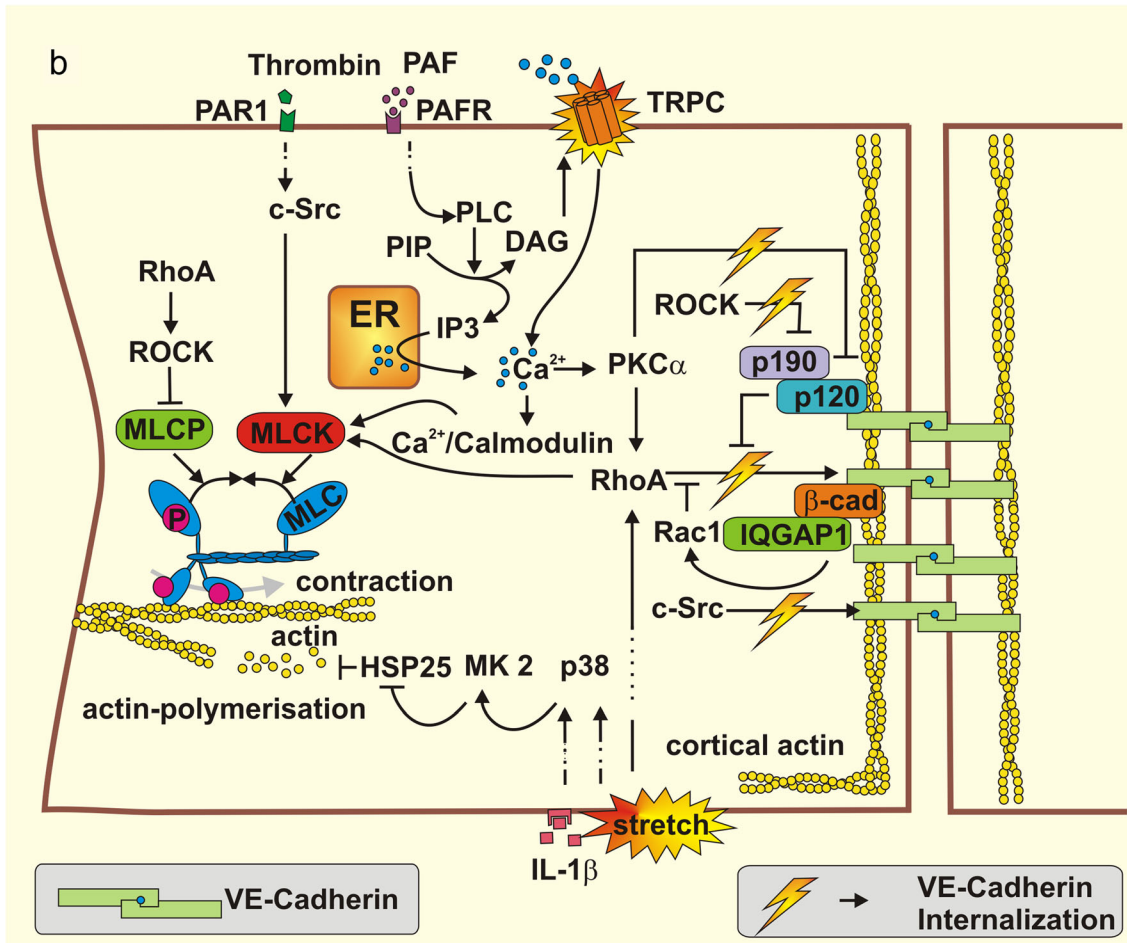 b
Thrombin
PAF
PAR1
PAFR
TRPC
c-Src
PLC
PIP
DAG
RhoA
ER
IP3
ROCK
ROCK
Ca²⁺
PKCα
p190
p120
MLCP
MLCK
Ca²⁺/Calmodulin
RhoA
β-cad
P
MLC
Rac1
IQGAP1
contraction
c-Src
actin
HSP25
MK 2
p38
actin-polymerisation
cortical actin
stretch
IL-1β
VE-Cadherin
VE-Cadherin
Internalization